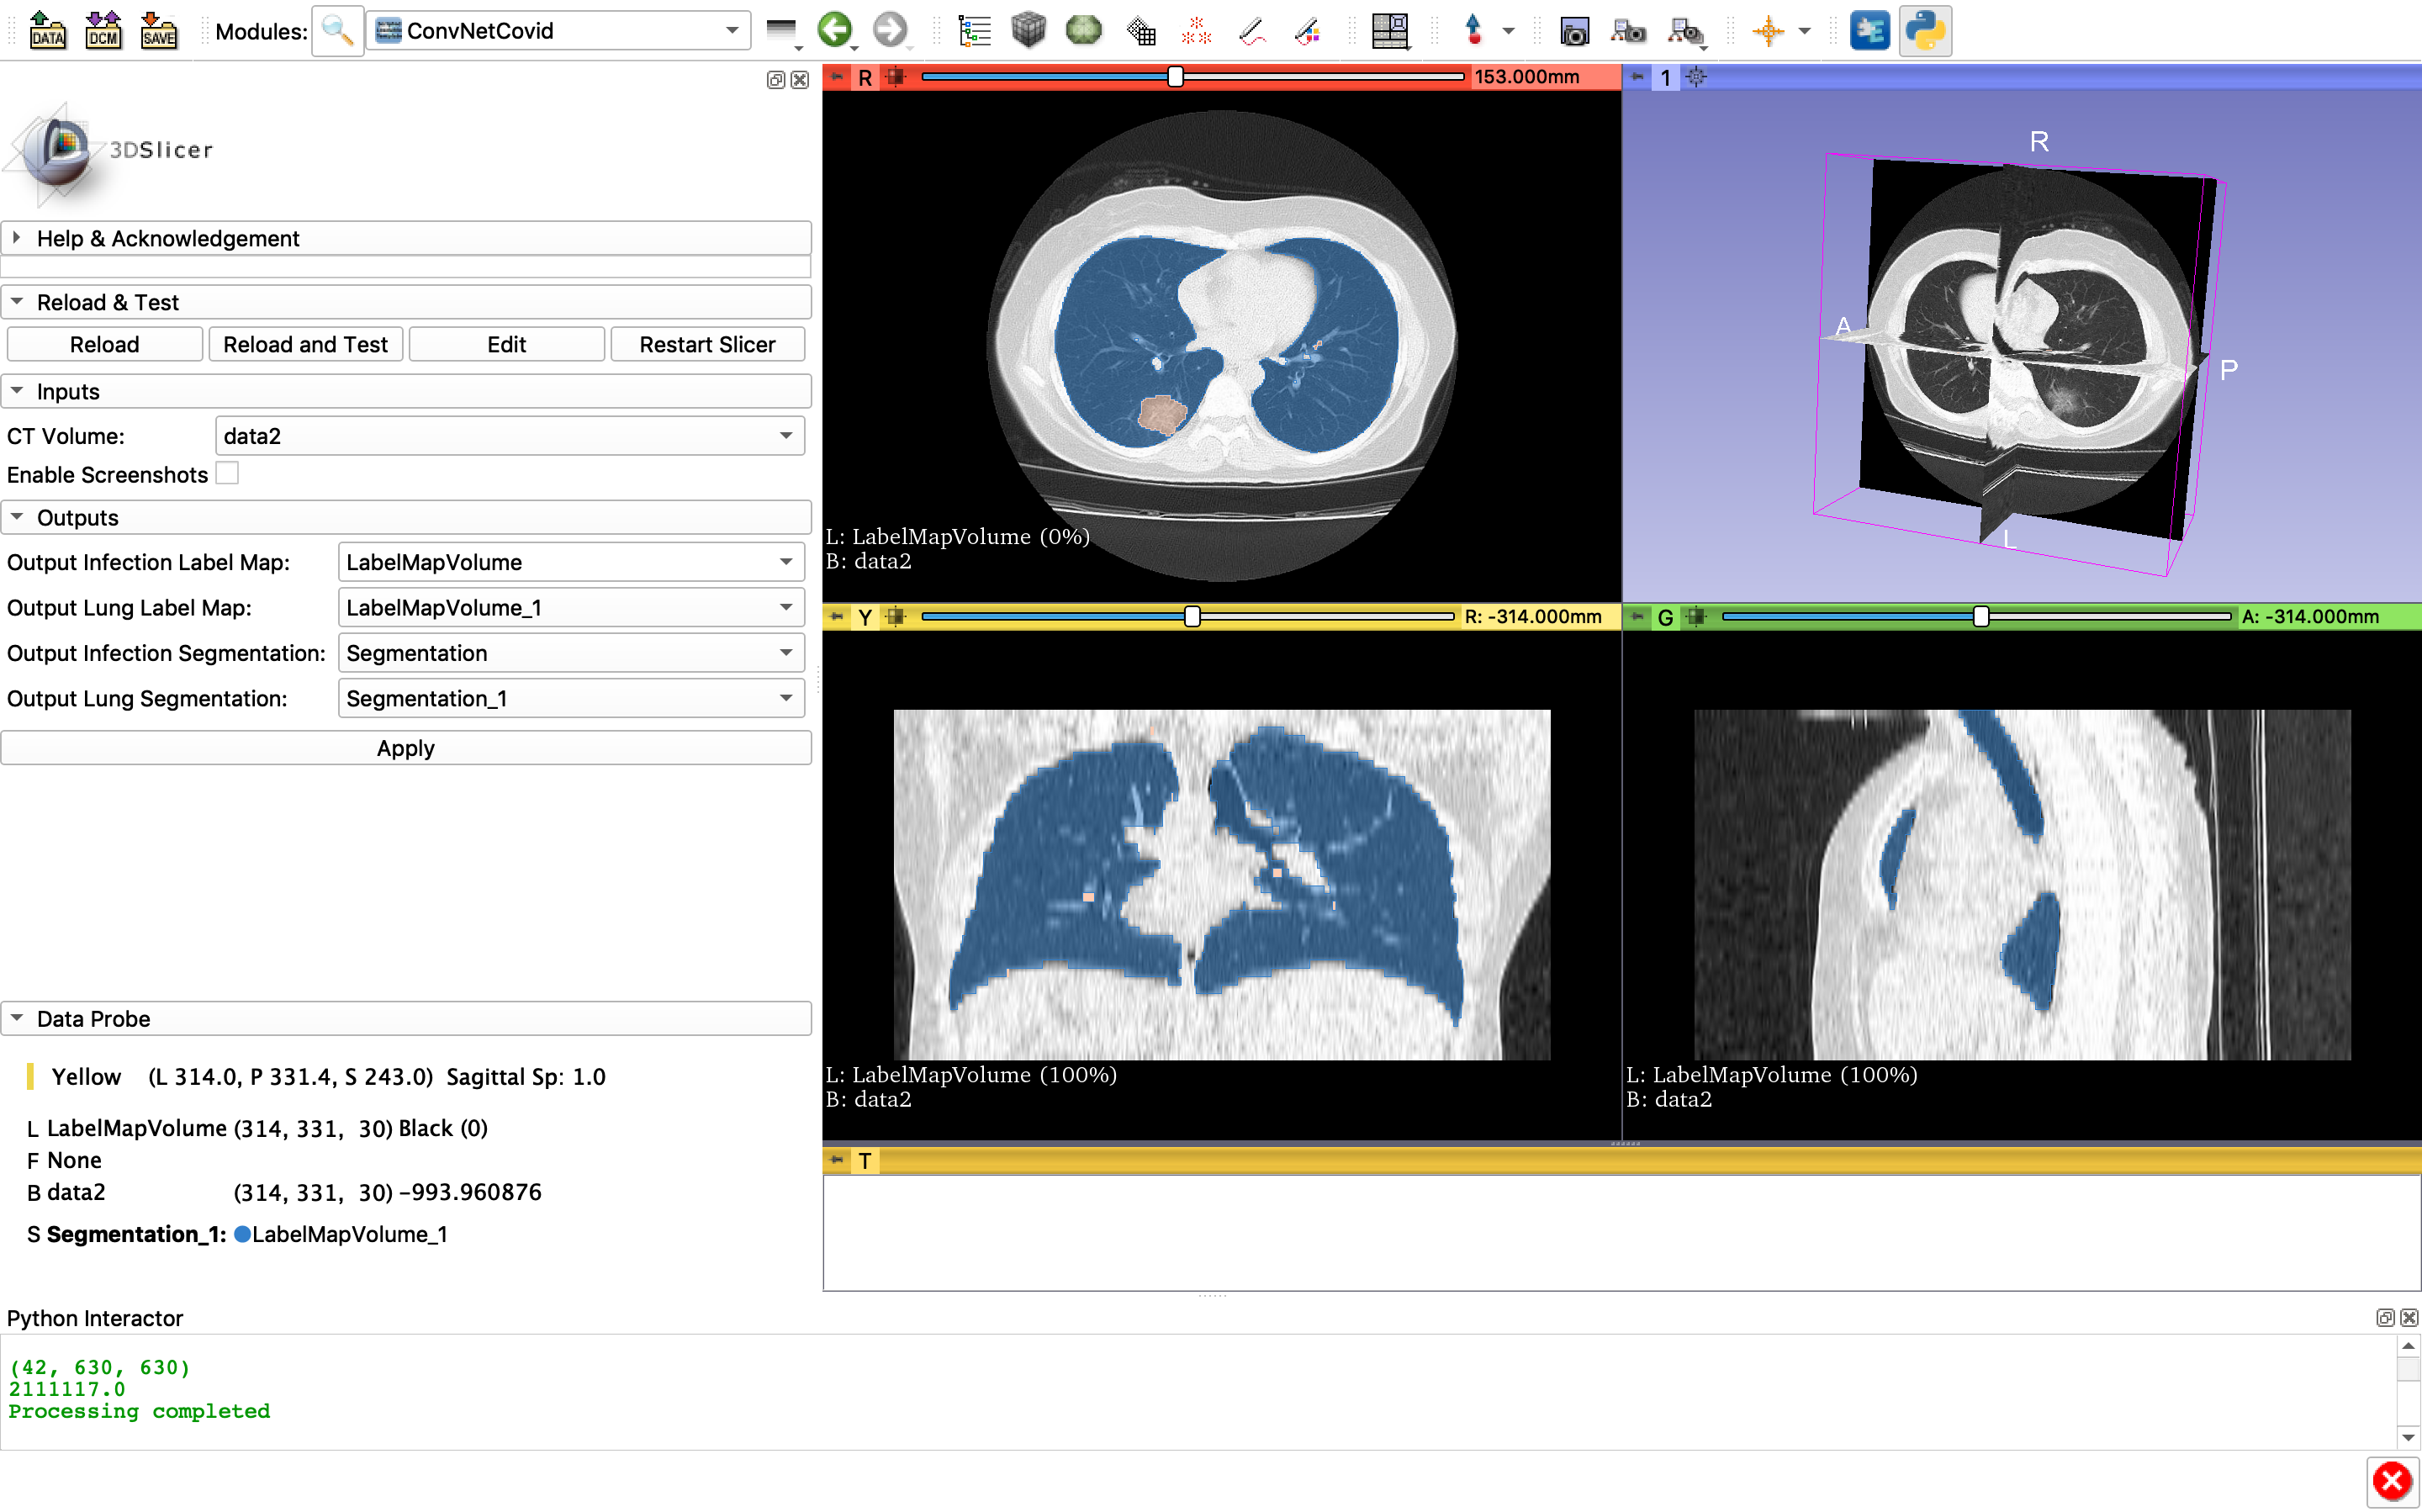 DATA DCM SAVE Modules: ConvNetCovid
3DSlicer
Help & Acknowledgement
Reload & Test
Reload Reload and Test Edit Restart Slicer
Inputs
CT Volume: data2
Enable Screenshots
Outputs
Output Infection Label Map: LabelMapVolume
Output Lung Label Map: LabelMapVolume_1
Output Infection Segmentation: Segmentation
Output Lung Segmentation: Segmentation_1
Apply
Data Probe
Yellow (L 314.0, P 331.4, S 243.0) Sagittal Sp: 1.0
L LabelMapVolume (314, 331, 30) Black (0)
F None
B data2 (314, 331, 30) -993.960876
S Segmentation_1: LabelMapVolume_1
R 153.000mm
L: LabelMapVolume (0%)
B: data2
1
R
A
P
L
Y R: -314.000mm
L: LabelMapVolume (100%)
B: data2
G A: -314.000mm
L: LabelMapVolume (100%)
B: data2
T
Python Interactor
(42, 630, 630)
2111117.0
Processing completed